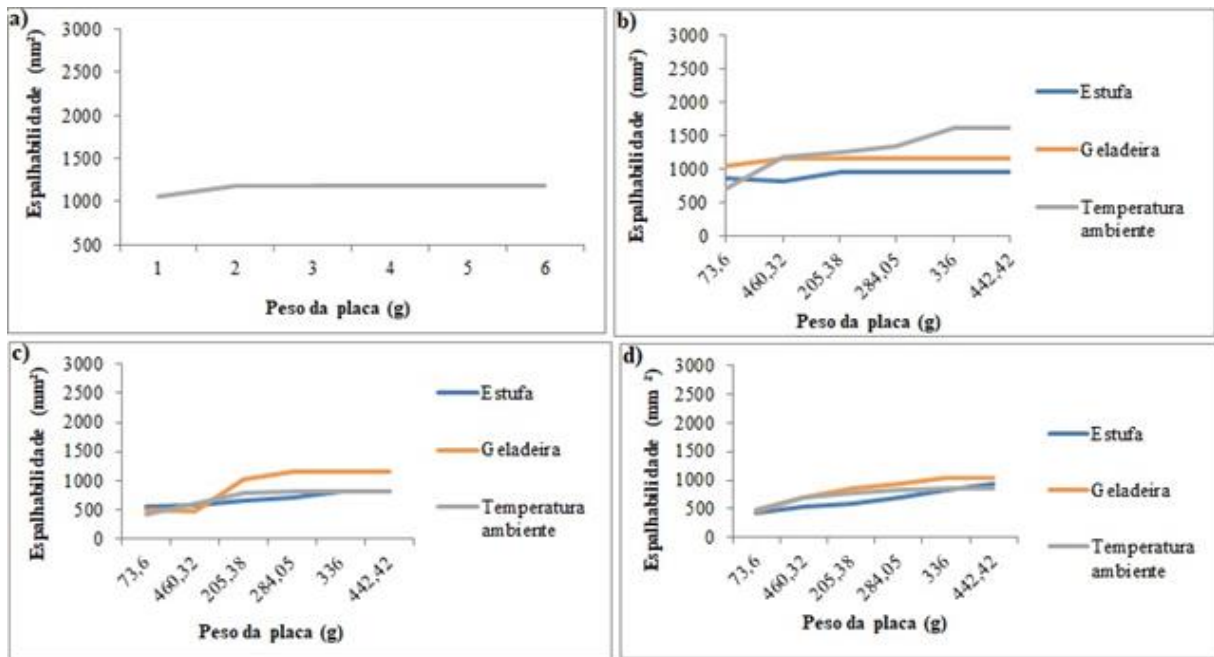 a)
Espalhabilidade (nm²)
3000
2500
2000
1500
1000
500
1 2 3 4 5 6
Peso da placa (g)
b)
Espalhabilidade (mm²)
3000
2500
2000
1500
1000
500
0
73,6 460,32 205,38 284,05 336 442,42
Peso da placa (g)
Estufa
Geladeira
Temperatura
ambiente
c)
Espalhabilidade (mm²)
3000
2500
2000
1500
1000
500
0
73,6 460,32 205,38 284,05 336 442,42
Peso da placa (g)
Estufa
Geladeira
Temperatura
ambiente
d)
Espalhabilidade (mm ²)
3000
2500
2000
1500
1000
500
0
73,6 460,32 205,38 284,05 336 442,42
Peso da placa (g)
Estufa
Geladeira
Temperatura
ambiente